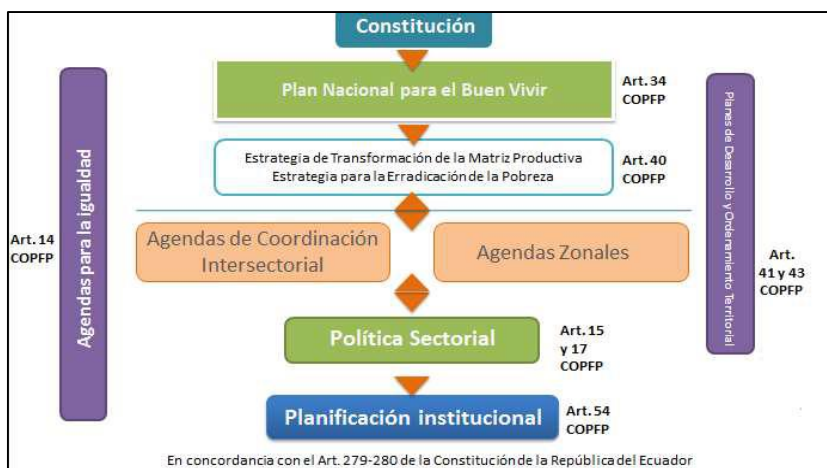 Constitución
Plan Nacional para el Buen Vivir
Art. 34
COPFP
Estrategia de Transformación de la Matriz Productiva
Estrategia para la Erradicación de la Pobreza
Art. 40
COPFP
Agendas para la igualdad
Art. 14
COPFP
Agendas de Coordinación
Intersectorial
Agendas Zonales
Planes de Desarrollo y Ordenamiento Territorial
Art.
41 y 43
COPFP
Política Sectorial
Art. 15
y 17
COPFP
Planificación institucional
Art. 54
COPFP
En concordancia con el Art. 279-280 de la Constitución de la República del Ecuador